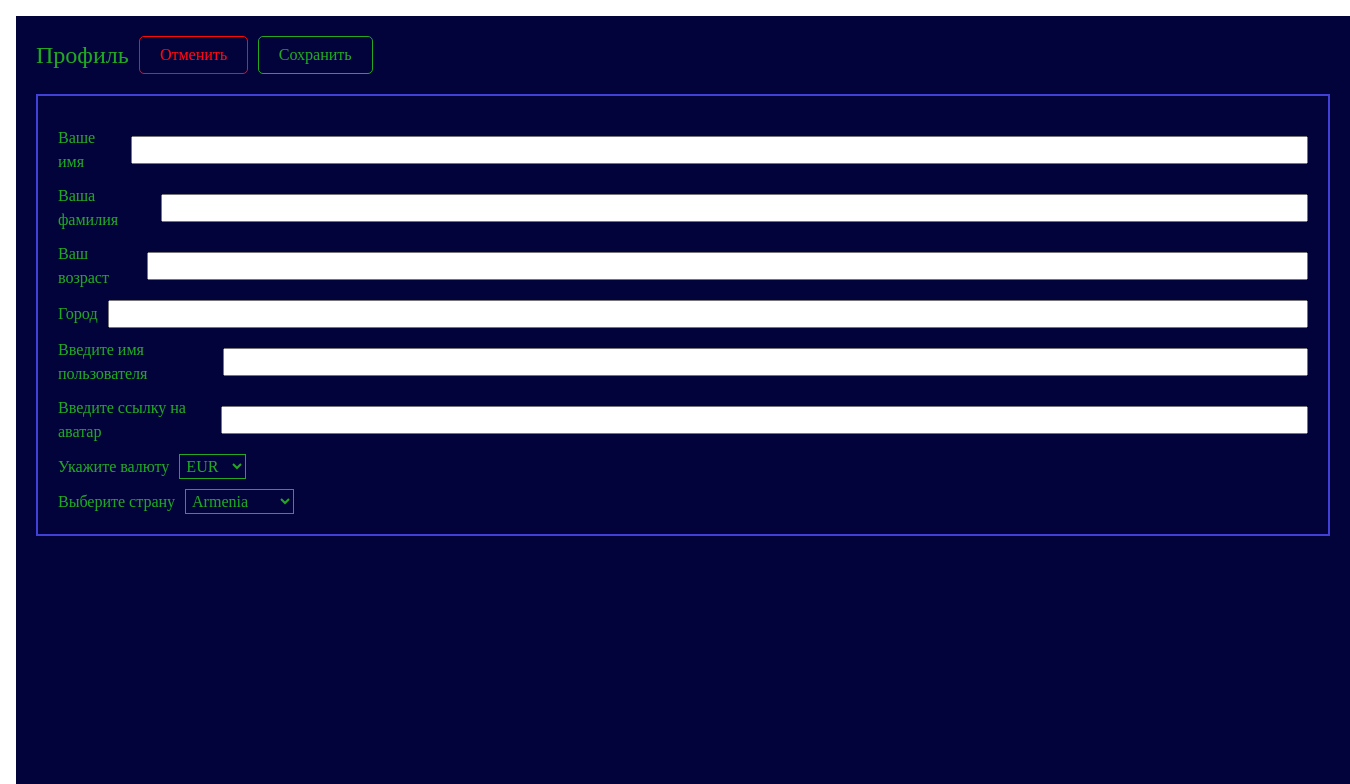 Профиль Отменить Сохранить
Ваше
имя
Ваша
фамилия
Ваш
возраст
Город
Введите имя
пользователя
Введите ссылку на
аватар
Укажите валюту EUR
Выберите страну Armenia